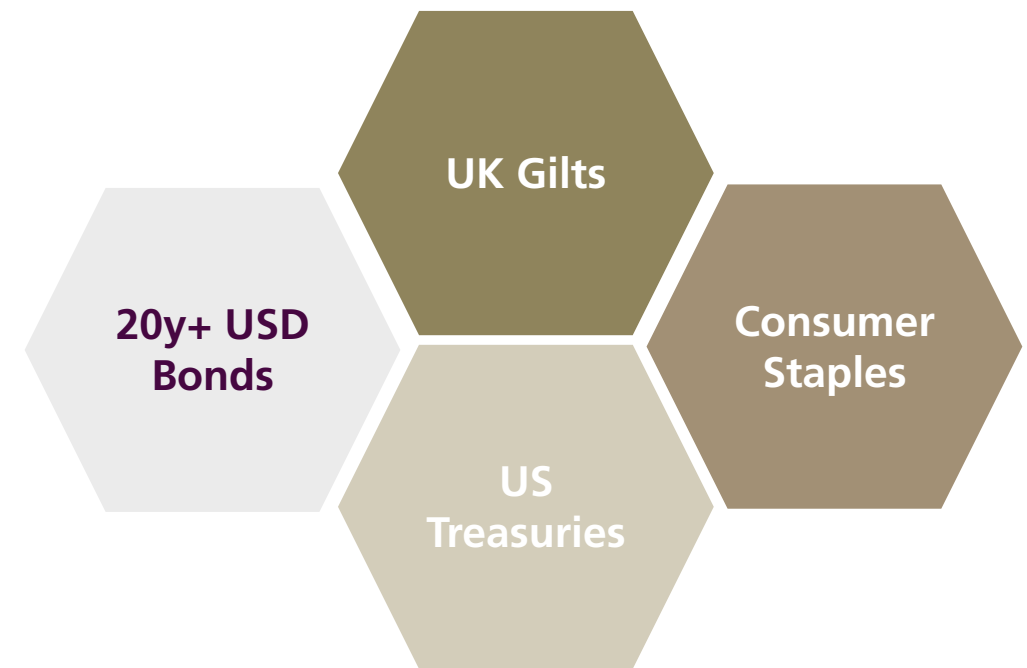 UK Gilts
20y+ USD
Bonds
Consumer
Staples
US
Treasuries